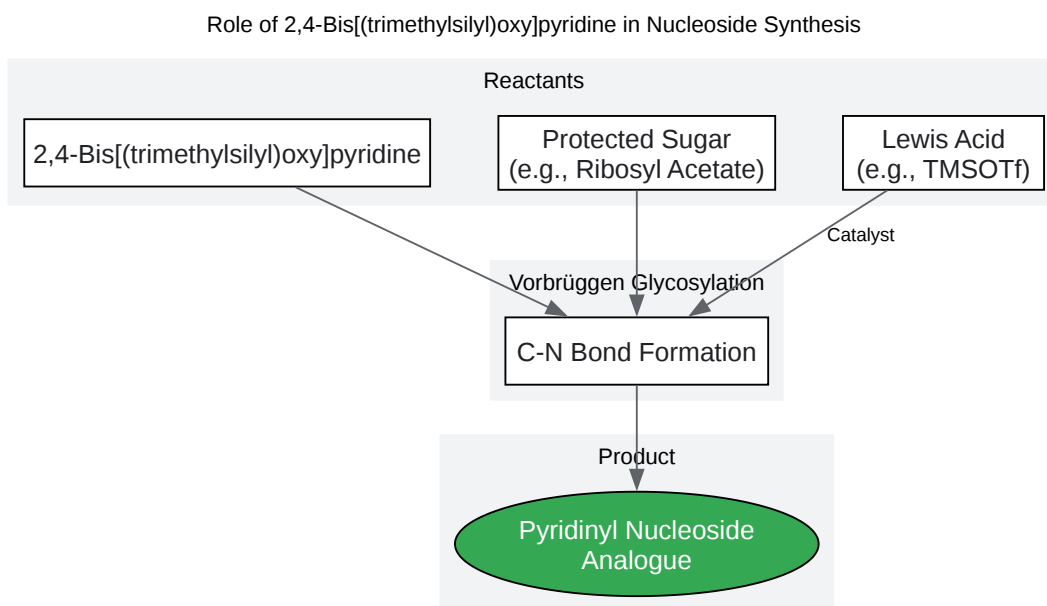 Role of 2,4-Bis[(trimethylsilyl)oxy]pyridine in Nucleoside Synthesis
Reactants
2,4-Bis[(trimethylsilyl)oxy]pyridine
Protected Sugar
(e.g., Ribosyl Acetate)
Lewis Acid
(e.g., TMSOTf)
Catalyst
Vorbrüggen Glycosylation
C-N Bond Formation
Product
Pyridinyl Nucleoside
Analogue